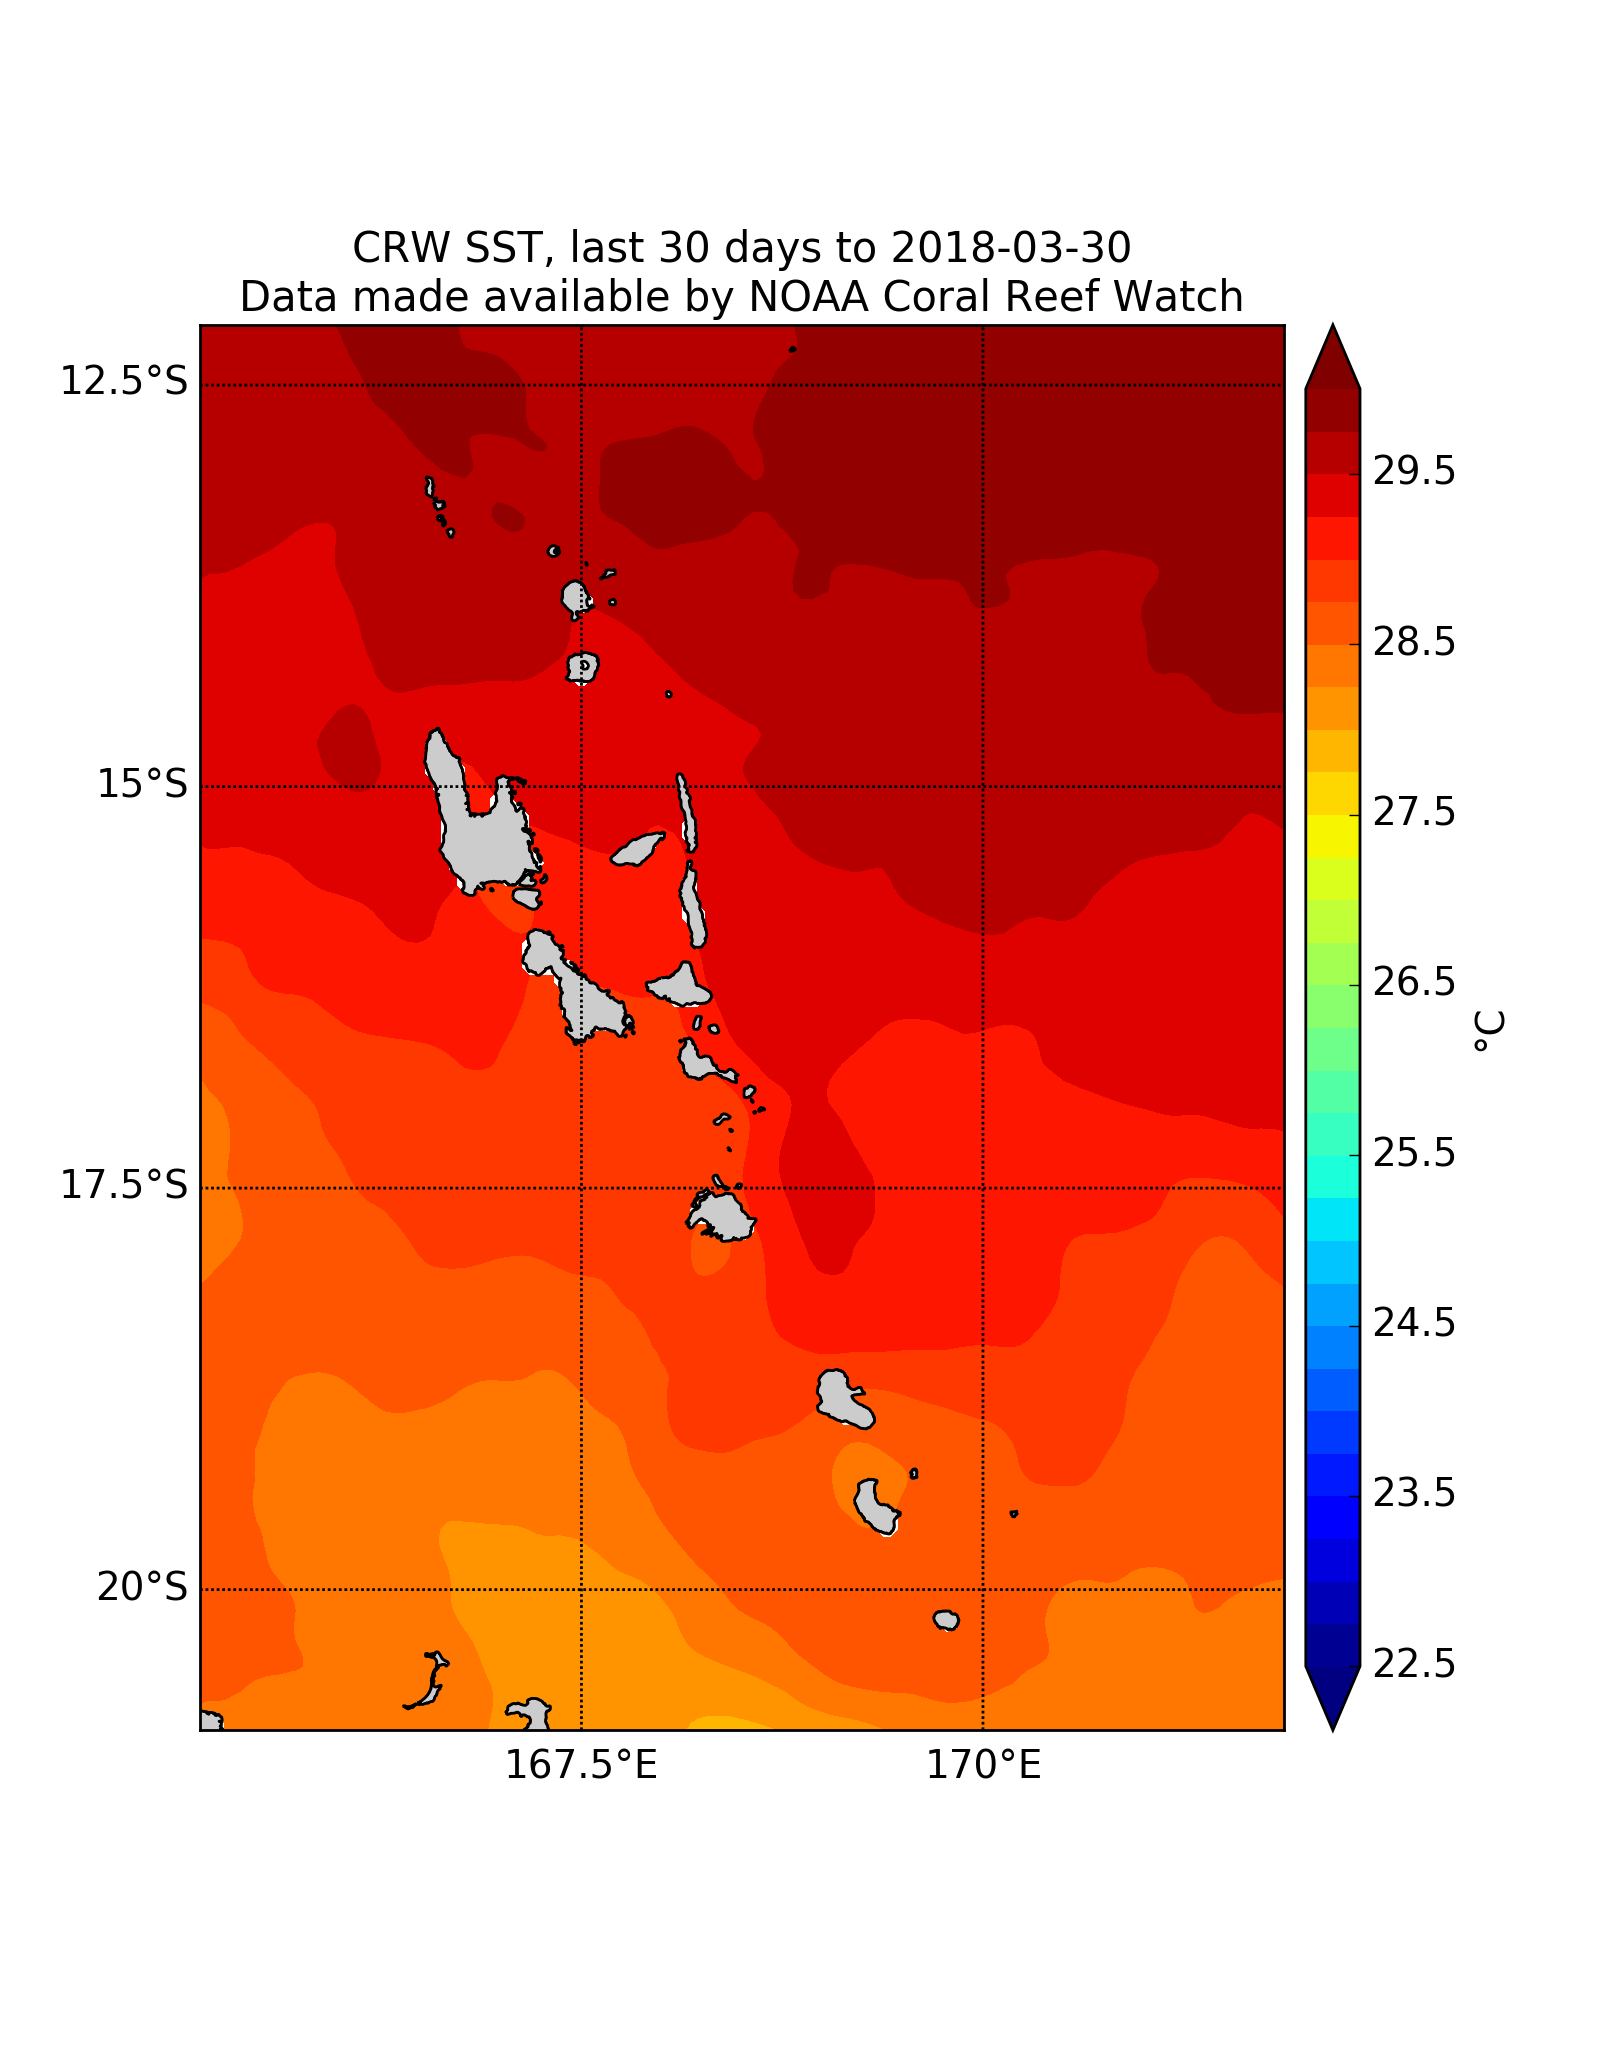 CRW SST, last 30 days to 2018-03-30
Data made available by NOAA Coral Reef Watch
12.5°S
15°S
17.5°S
20°S
167.5°E
170°E
29.5
28.5
27.5
26.5
25.5
24.5
23.5
22.5
°C